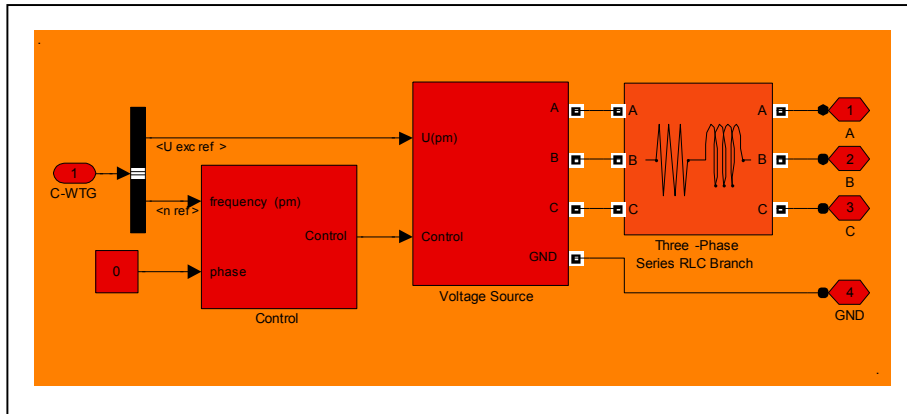 A
A
A
1
A
<U exc ref >
U(pm)
1
C-WTG
B
B
B
2
B
<n ref>
frequency (pm)
C
C
C
3
C
Control
Control
0
phase
GND
Three -Phase
Series RLC Branch
Voltage Source
4
GND
Control